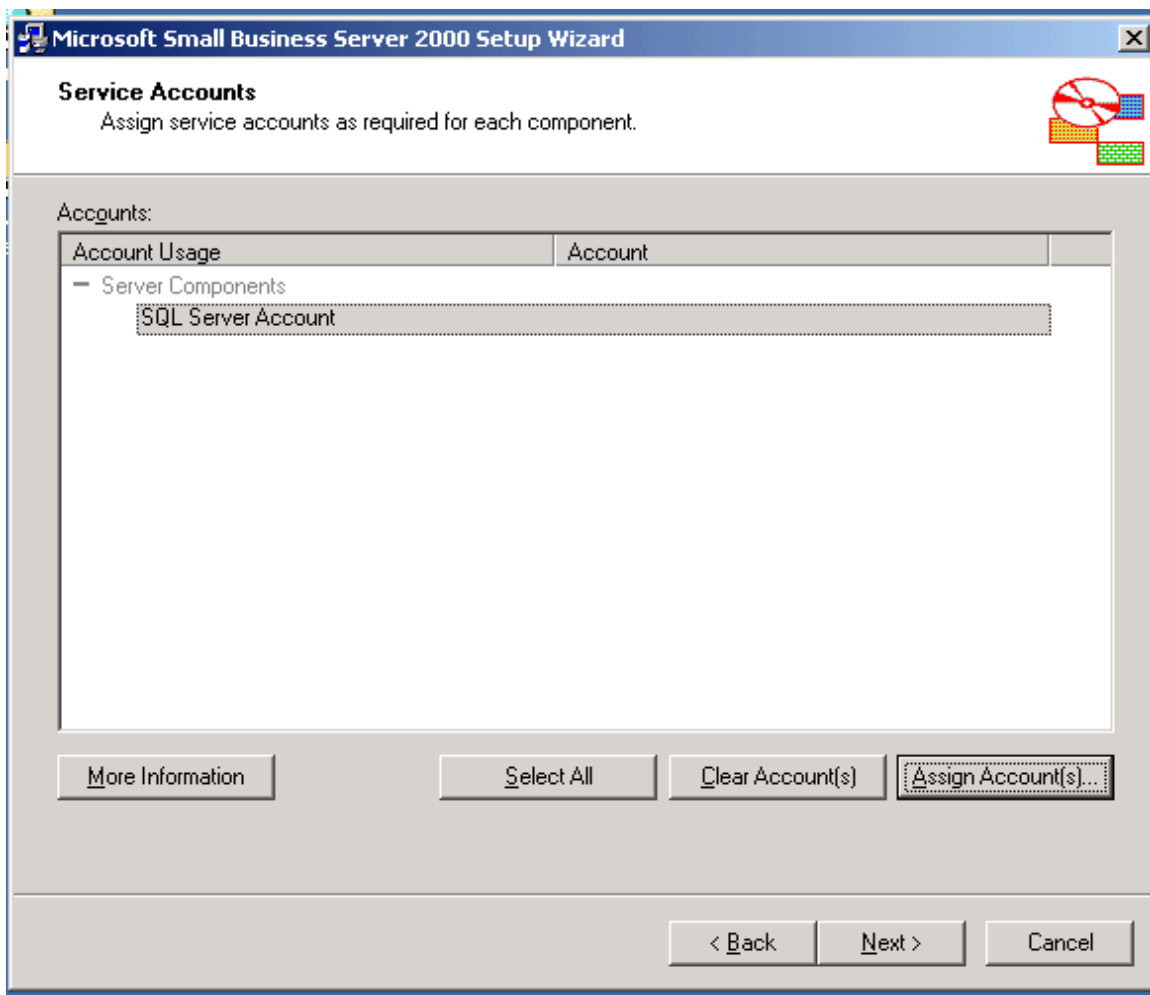 Microsoft Small Business Server 2000 Setup Wizard
Service Accounts
Assign service accounts as required for each component.
Accounts:
Account Usage Account
Server Components
SQL Server Account
More Information Select All Clear Account(s) Assign Account(s)...
< Back Next > Cancel